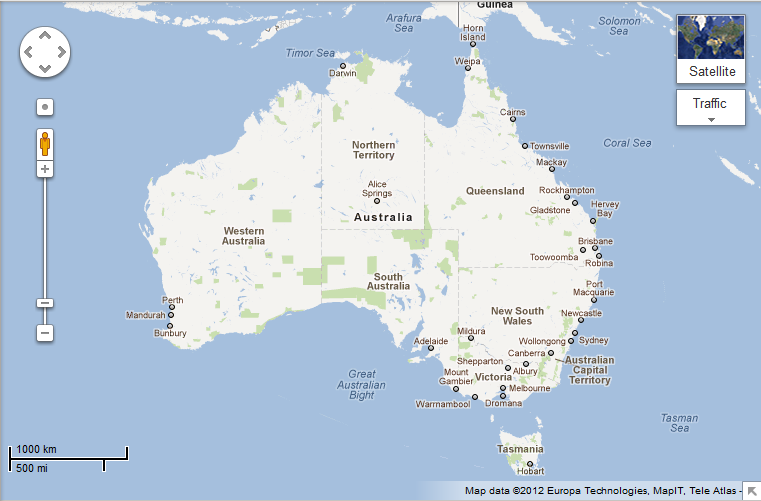 Guinea
Arafura
Sea
Solomon
Sea
Horn
Island
Timor Sea
Weipa
Darwin
Satellite
Traffic
Cairns
Coral Sea
Townsville
Northern
Territory
Mackay
Alice
Springs
Queensland
Rockhampton
Gladstone
Hervey
Bay
Australia
Western
Australia
Brisbane
Toowoomba
Robina
South
Australia
Port
Macquarie
Perth
Mandurah
Bunbury
New South
Wales
Newcastle
Mildura
Adelaide
Wollongong
Sydney
Canberra
Shepparton
Australian
Capital
Territory
Albury
Mount
Gambier
Victoria
Melbourne
Great
Australian
Bight
Warrnambool
Dromana
Tasman
Sea
Tasmania
Hobart
1000 km
500 mi
Map data ©2012 Europa Technologies, MapIT, Tele Atlas -